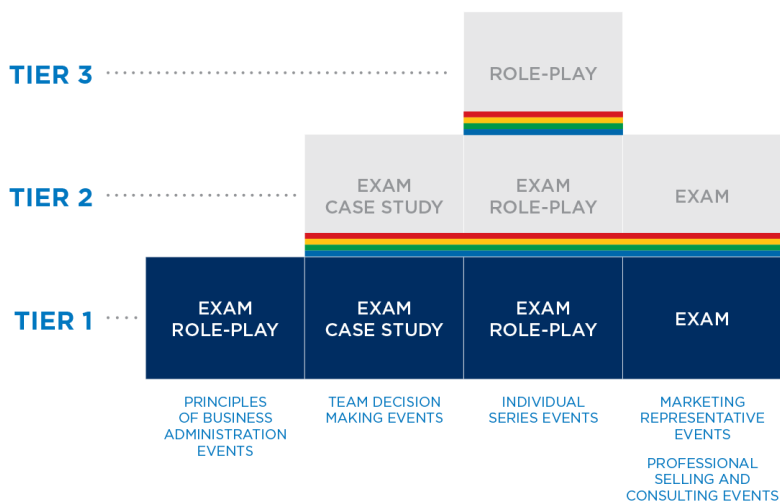 TIER 3
ROLE-PLAY
TIER 2
EXAM
CASE STUDY
EXAM
ROLE-PLAY
EXAM
TIER 1
EXAM
ROLE-PLAY
EXAM
CASE STUDY
EXAM
ROLE-PLAY
EXAM
PRINCIPLES
OF BUSINESS
ADMINISTRATION
EVENTS
TEAM DECISION
MAKING EVENTS
INDIVIDUAL
SERIES EVENTS
MARKETING
REPRESENTATIVE
EVENTS
PROFESSIONAL
SELLING AND
CONSULTING EVENTS